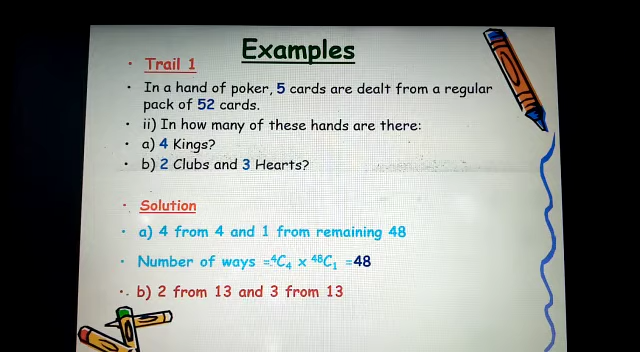 Examples
• Trail 1
• In a hand of poker, 5 cards are dealt from a regular
pack of 52 cards.
• ii) In how many of these hands are there:
• a) 4 Kings?
• b) 2 Clubs and 3 Hearts?
• Solution
• a) 4 from 4 and 1 from remaining 48
• Number of ways =⁴C₄ x ⁴⁸C₁ =48
• b) 2 from 13 and 3 from 13